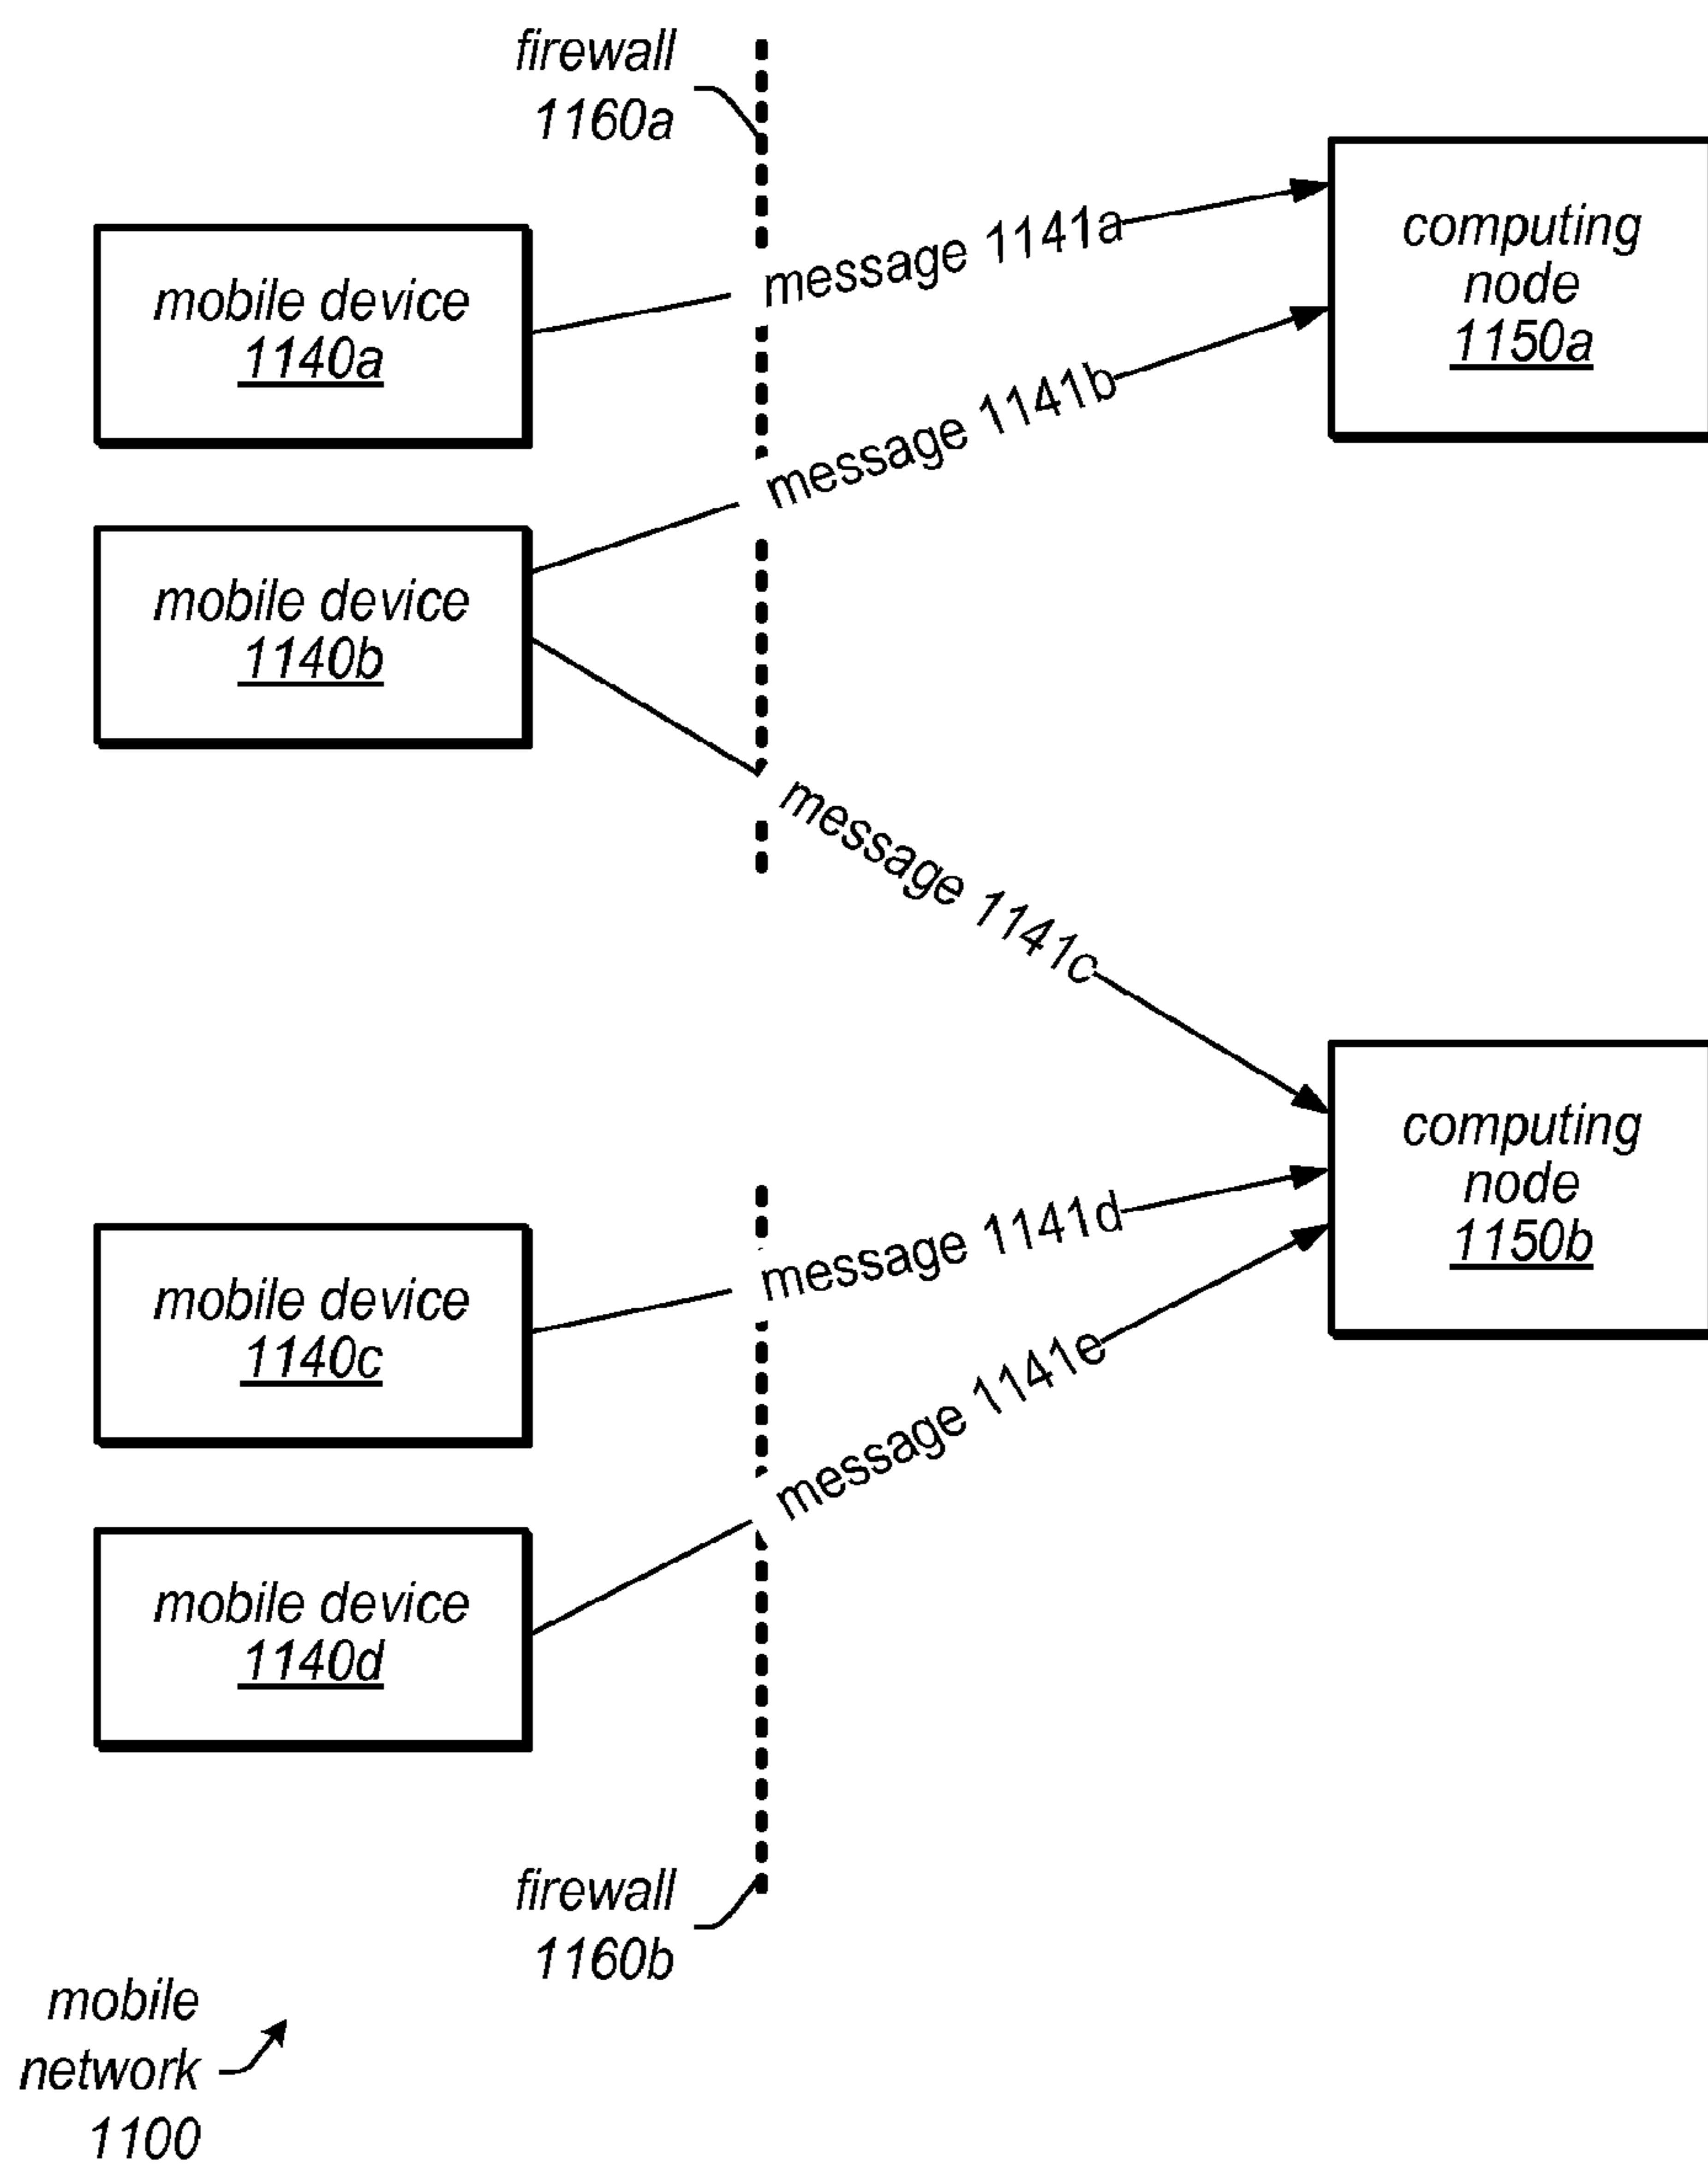 firewall
1160a
message 1141a
computing
node
1150a
mobile device
1140a
message 1141b
mobile device
1140b
message 1141c
computing
node
1150b
message 1141d
mobile device
1140c
message 1141e
mobile device
1140d
firewall
1160b
mobile
network
1100